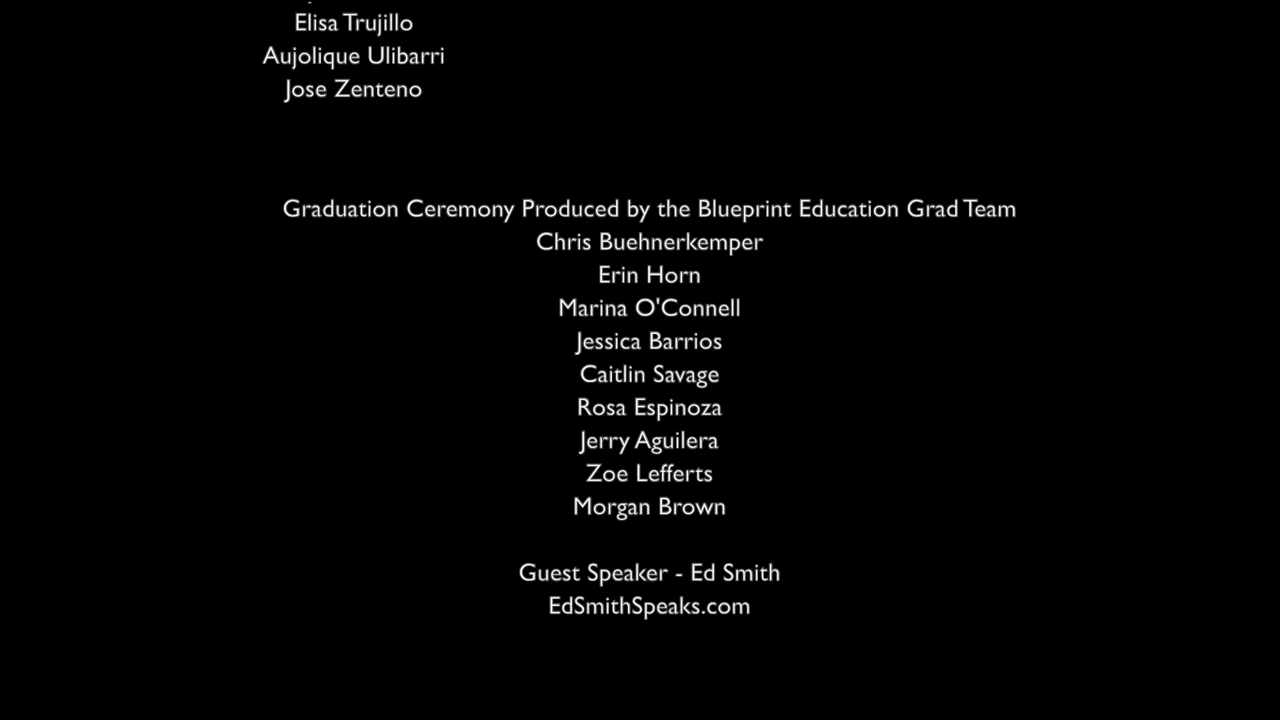 Elisa Trujillo
Aujolique Ulibarri
Jose Zenteno
Graduation Ceremony Produced by the Blueprint Education Grad Team
Chris Buehnerkemper
Erin Horn
Marina O'Connell
Jessica Barrios
Caitlin Savage
Rosa Espinoza
Jerry Aguilera
Zoe Lefferts
Morgan Brown
Guest Speaker - Ed Smith
EdSmithSpeaks.com